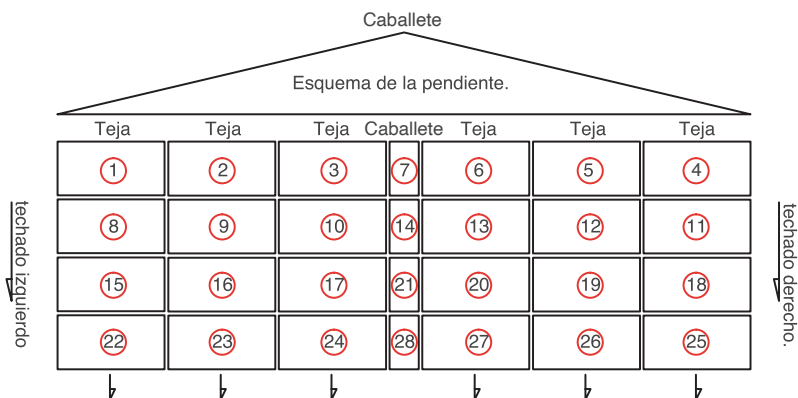 Caballete
Esquema de la pendiente.
Teja Teja Teja Caballete Teja Teja Teja
1 2 3 7 6 5 4
8 9 10 14 13 12 11
15 16 17 21 20 19 18
22 23 24 28 27 26 25
techado izquierdo
techado derecho.